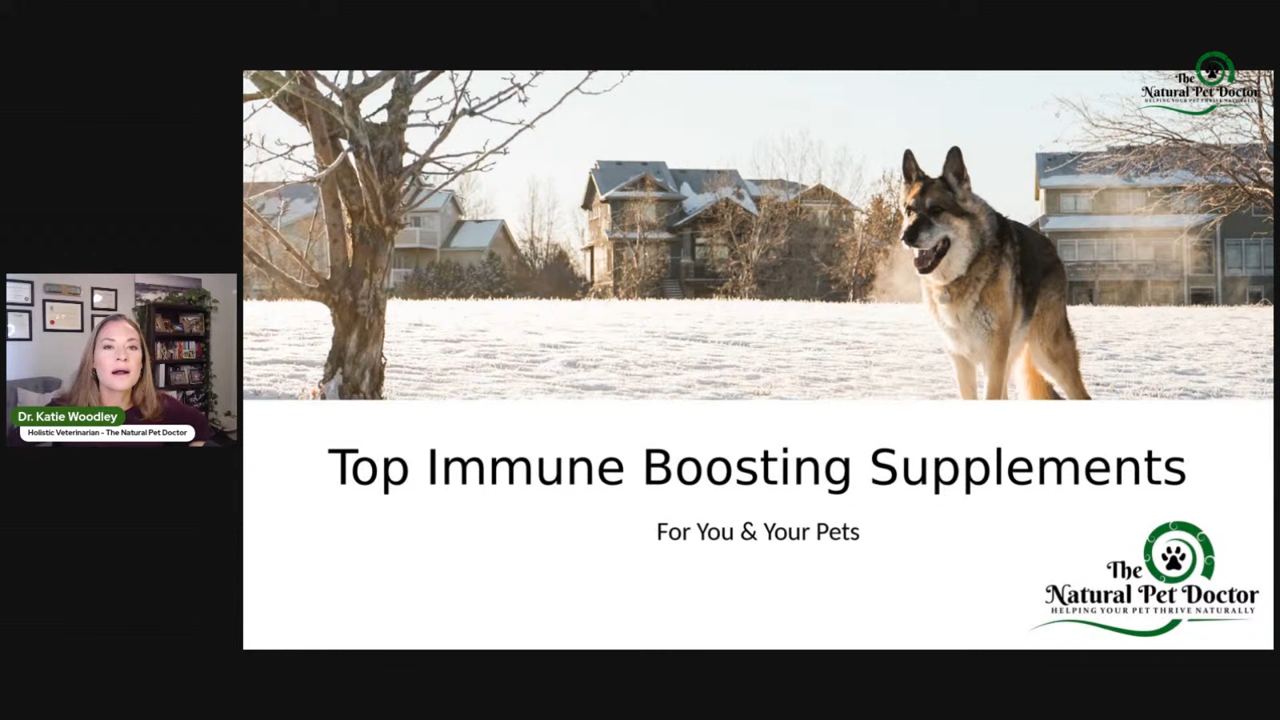 The
Natural Pet Doctor
HELPING YOUR PET THRIVE NATURALLY
Dr. Katie Woodley
Holistic Veterinarian - The Natural Pet Doctor
Top Immune Boosting Supplements
For You & Your Pets
The
Natural Pet Doctor
HELPING YOUR PET THRIVE NATURALLY